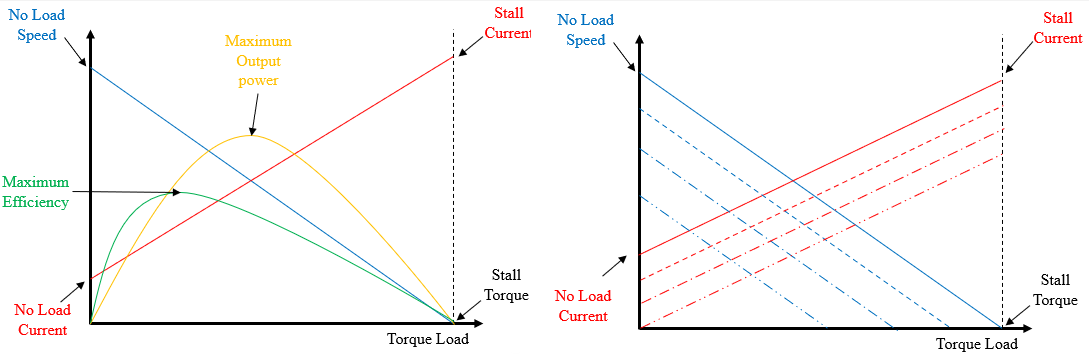 No Load
Speed
Maximum
Output
power
Stall
Current
Maximum
Efficiency
No Load
Current
Stall
Torque
Torque Load
No Load
Speed
Stall
Current
No Load
Current
Stall
Torque
Torque Load